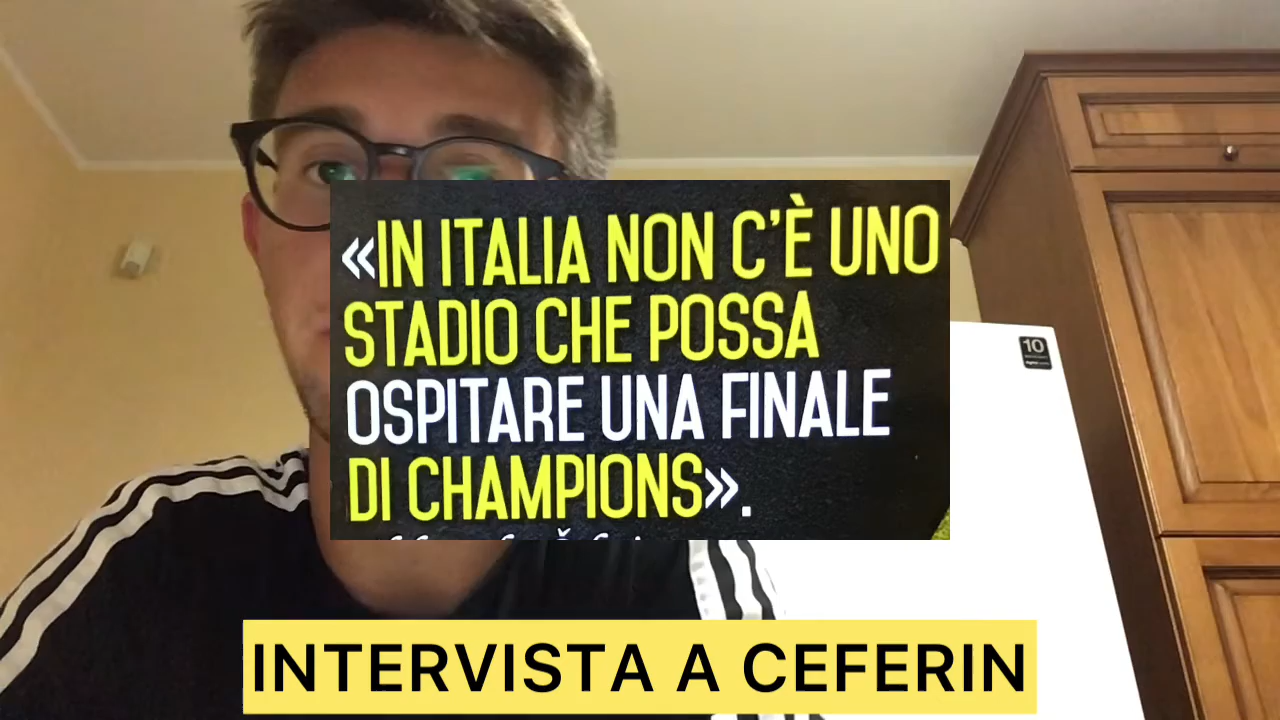 «IN ITALIA NON C'È UNO
STADIO CHE POSSA
OSPITARE UNA FINALE
DI CHAMPIONS».
10
INTERVISTA A CEFERIN